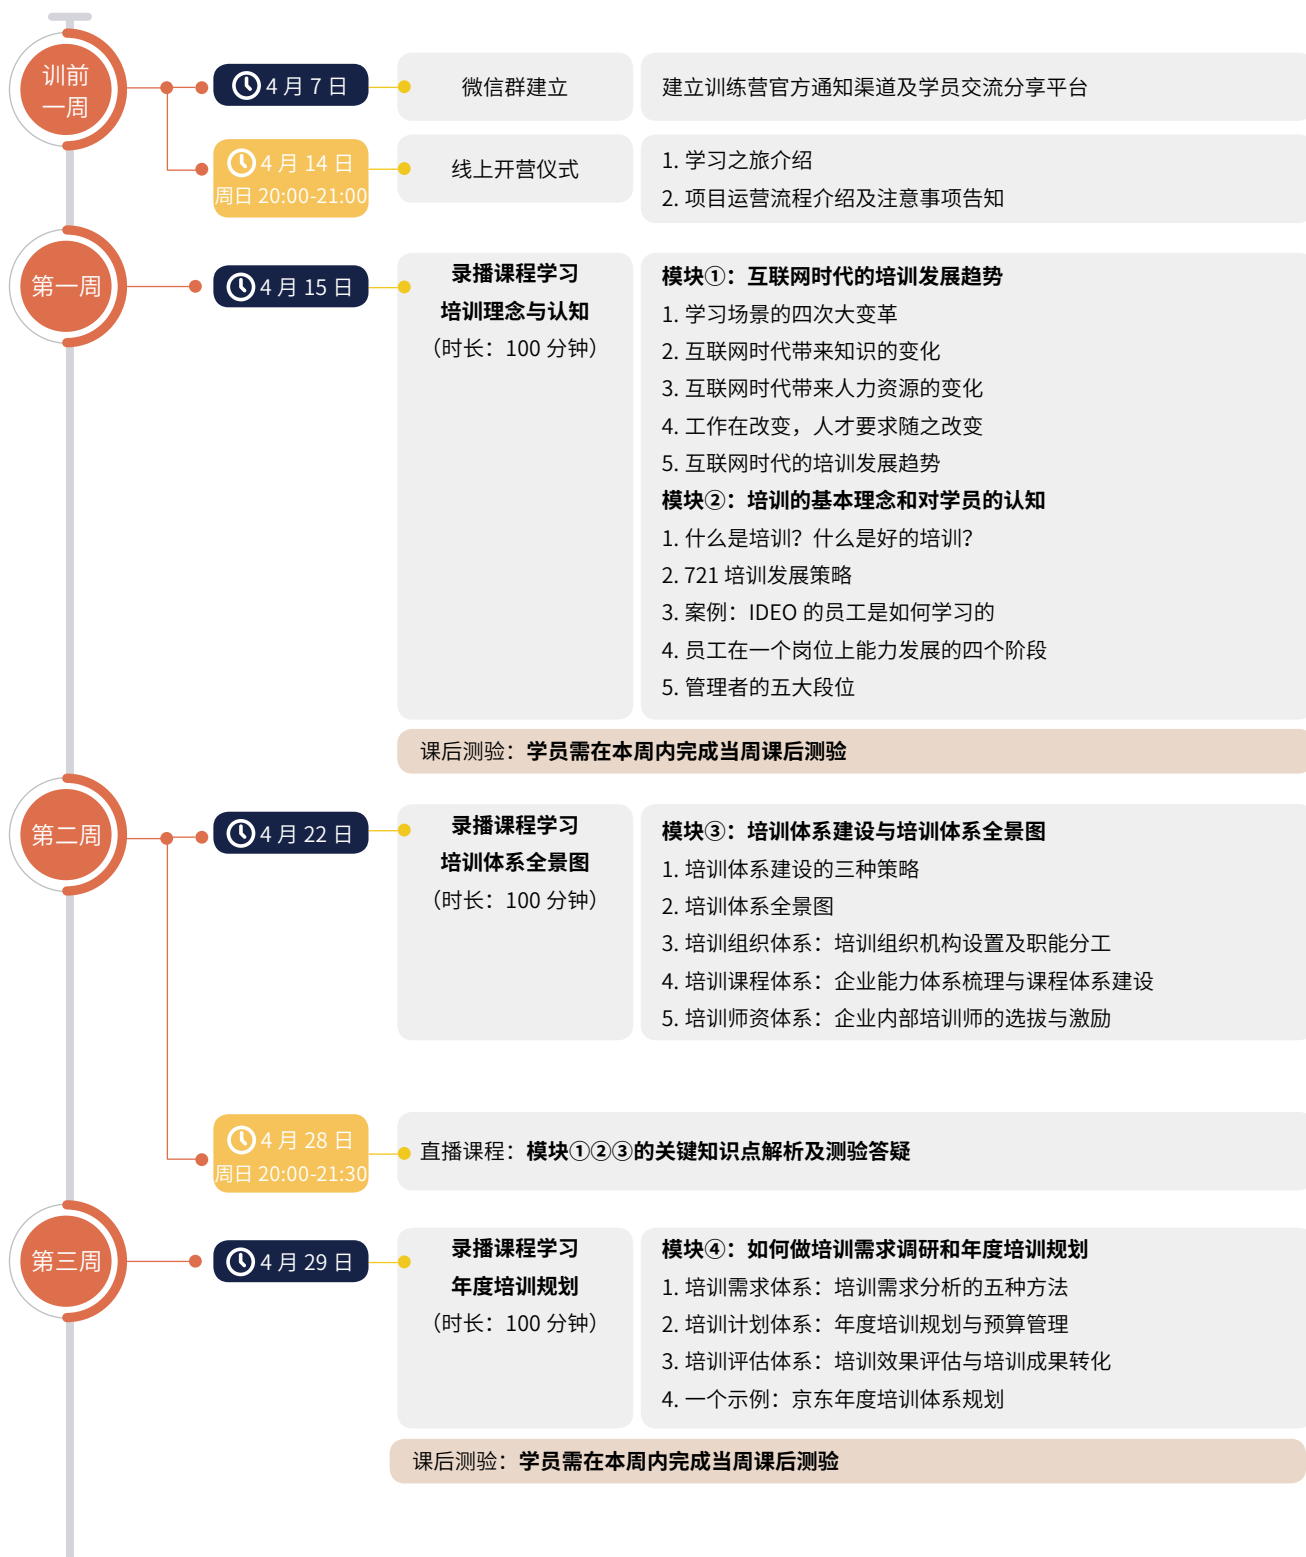 训前
一周
4 月 7 日
微信群建立
建立训练营官方通知渠道及学员交流分享平台
4 月 14 日
周日 20:00-21:00
线上开营仪式
1. 学习之旅介绍
2. 项目运营流程介绍及注意事项告知
第一周
4 月 15 日
录播课程学习
培训理念与认知
（时长：100 分钟）
模块①：互联网时代的培训发展趋势
1. 学习场景的四次大变革
2. 互联网时代带来知识的变化
3. 互联网时代带来人力资源的变化
4. 工作在改变，人才要求随之改变
5. 互联网时代的培训发展趋势
模块②：培训的基本理念和对学员的认知
1. 什么是培训？什么是好的培训？
2. 721 培训发展策略
3. 案例：IDEO 的员工是如何学习的
4. 员工在一个岗位上能力发展的四个阶段
5. 管理者的五大段位
课后测验：学员需在本周内完成当周课后测验
第二周
4 月 22 日
录播课程学习
培训体系全景图
（时长：100 分钟）
模块③：培训体系建设与培训体系全景图
1. 培训体系建设的三种策略
2. 培训体系全景图
3. 培训组织体系：培训组织机构设置及职能分工
4. 培训课程体系：企业能力体系梳理与课程体系建设
5. 培训师资体系：企业内部培训师的选拔与激励
4 月 28 日
周日 20:00-21:30
直播课程：模块①②③的关键知识点解析及测验答疑
第三周
4 月 29 日
录播课程学习
年度培训规划
（时长：100 分钟）
模块④：如何做培训需求调研和年度培训规划
1. 培训需求体系：培训需求分析的五种方法
2. 培训计划体系：年度培训规划与预算管理
3. 培训评估体系：培训效果评估与培训成果转化
4. 一个示例：京东年度培训体系规划
课后测验：学员需在本周内完成当周课后测验